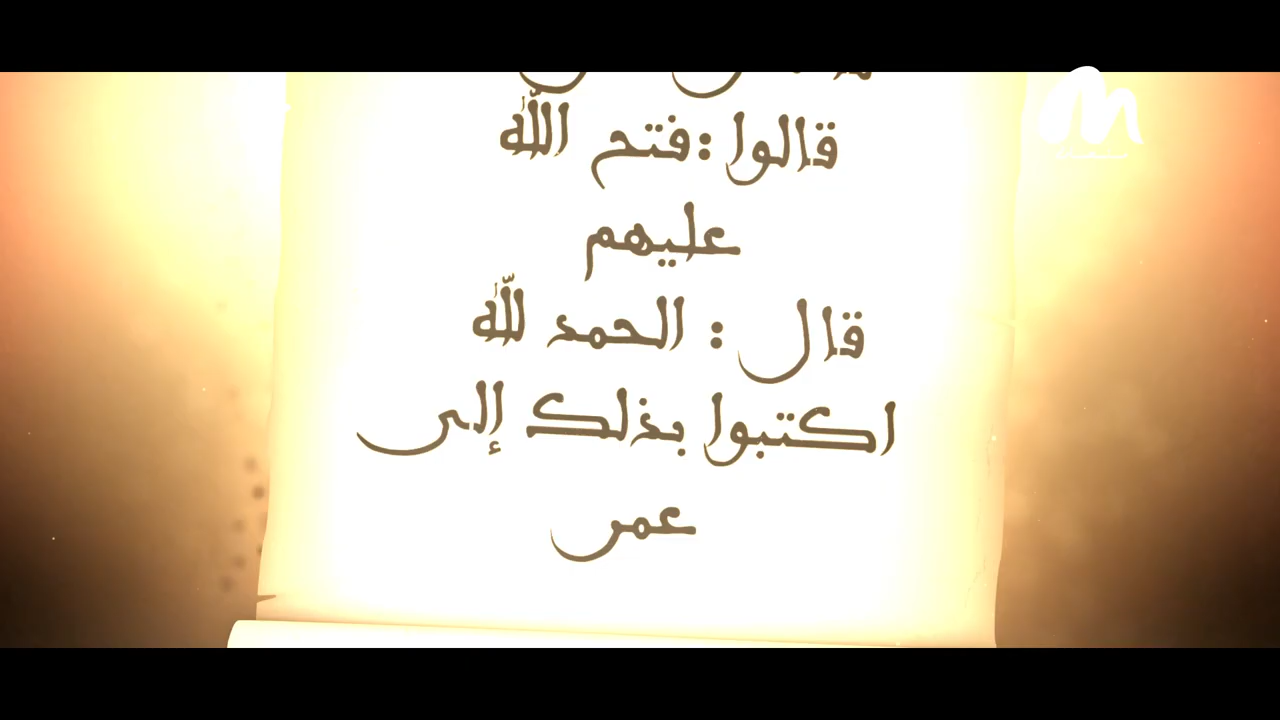 قالوا : فتح الله
عليهم
قال : الحمد لله
اكتبوا بذلك إلى
عمر